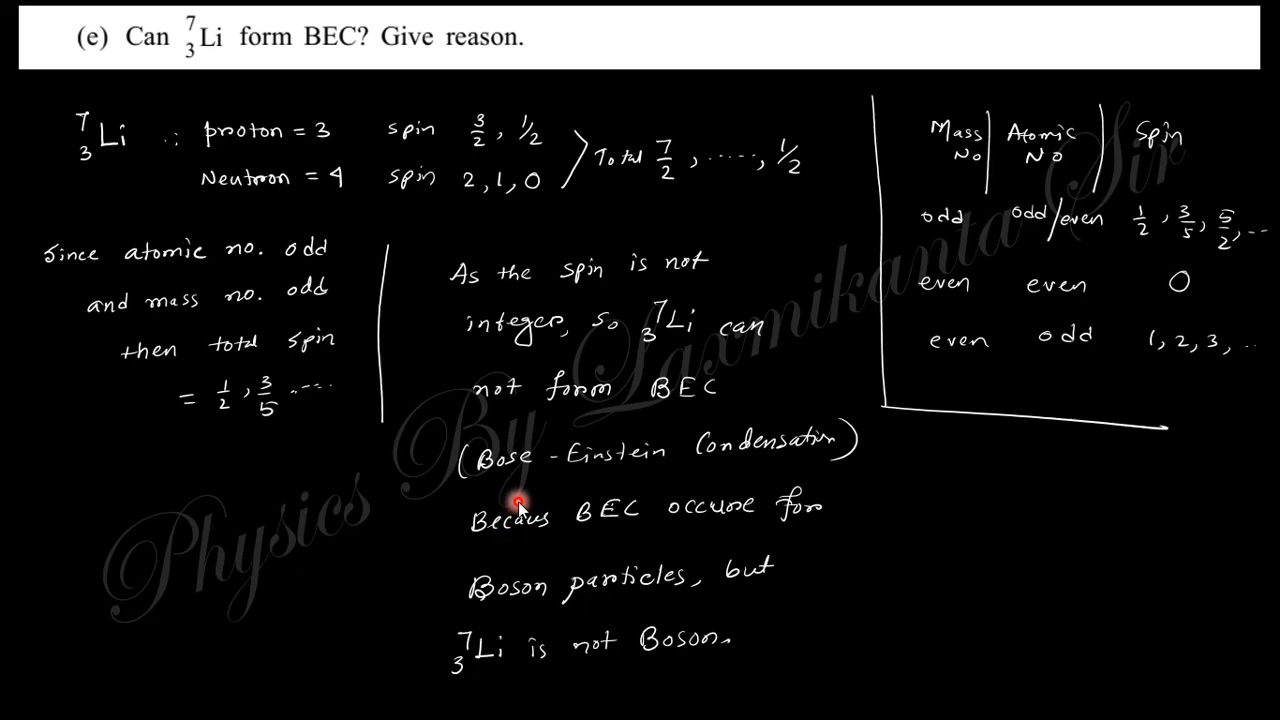 (e) Can ⁷₃Li form BEC? Give reason.
⁷₃Li ∴ proton = 3 spin 3/2, 1/2
Neutron = 4 spin 2, 1, 0
Total 7/2, ....., 1/2
Since atomic no. odd
and mass no. odd
then total spin
= 1/2, 3/5 .....
As the spin is not
integer, so ⁷₃Li can
not form BEC
(Bose - Einstein Condensation)
Becaus BEC occure for
Boson particles, but
⁷₃Li is not Boson.
Mass No | Atomic No | Spin
odd odd/even 1/2, 3/5, 5/2, ...
even even 0
even odd 1, 2, 3, ..
Physics By Laxmikanta Sir